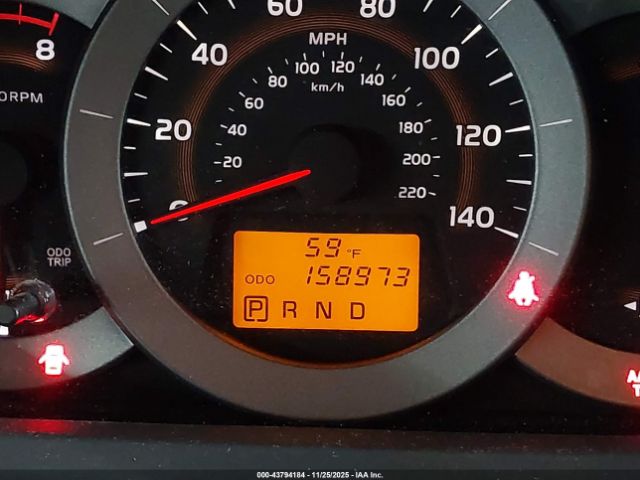 60 80
8 40 MPH 100
100 120
80 140
km/h
0RPM 60 160
20 40 180 120
20 200
0 220
140
ODO
TRIP
59 °F
ODO 158973
P R N D
000-43794184 - 11/25/2025 - IAA Inc.